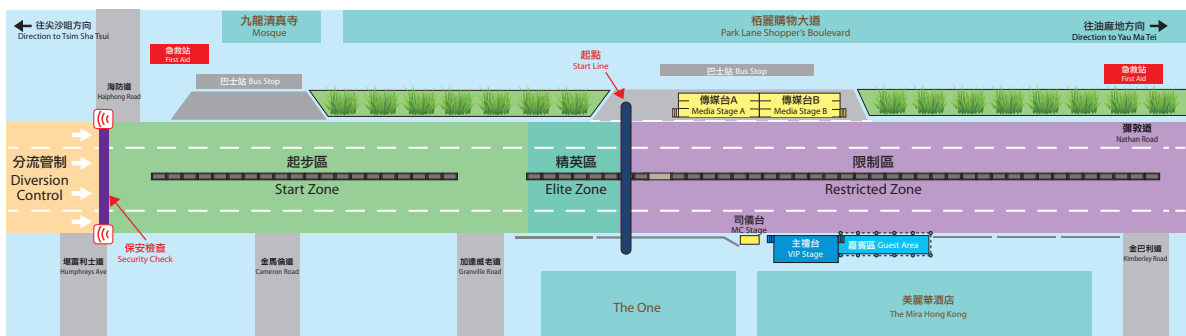 往尖沙咀方向
Direction to Tsim Sha Tsui
九龍清真寺
Mosque
栢麗購物大道
Park Lane Shopper's Boulevard
往油麻地方向
Direction to Yau Ma Tei
急救站
First Aid
起點
Start Line
巴士站 Bus Stop
巴士站 Bus Stop
急救站
First Aid
海防道
Haiphong Road
傳媒台A
Media Stage A
傳媒台B
Media Stage B
彌敦道
Nathan Road
分流管制
Diversion
Control
起步區
Start Zone
精英區
Elite Zone
限制區
Restricted Zone
司儀台
MC Stage
保安檢查
Security Check
主禮台
VIP Stage
嘉賓區 Guest Area
堪富利士道
Humphreys Ave
金馬倫道
Cameron Road
加連威老道
Granville Road
金巴利道
Kimberley Road
The One
美麗華酒店
The Mira Hong Kong